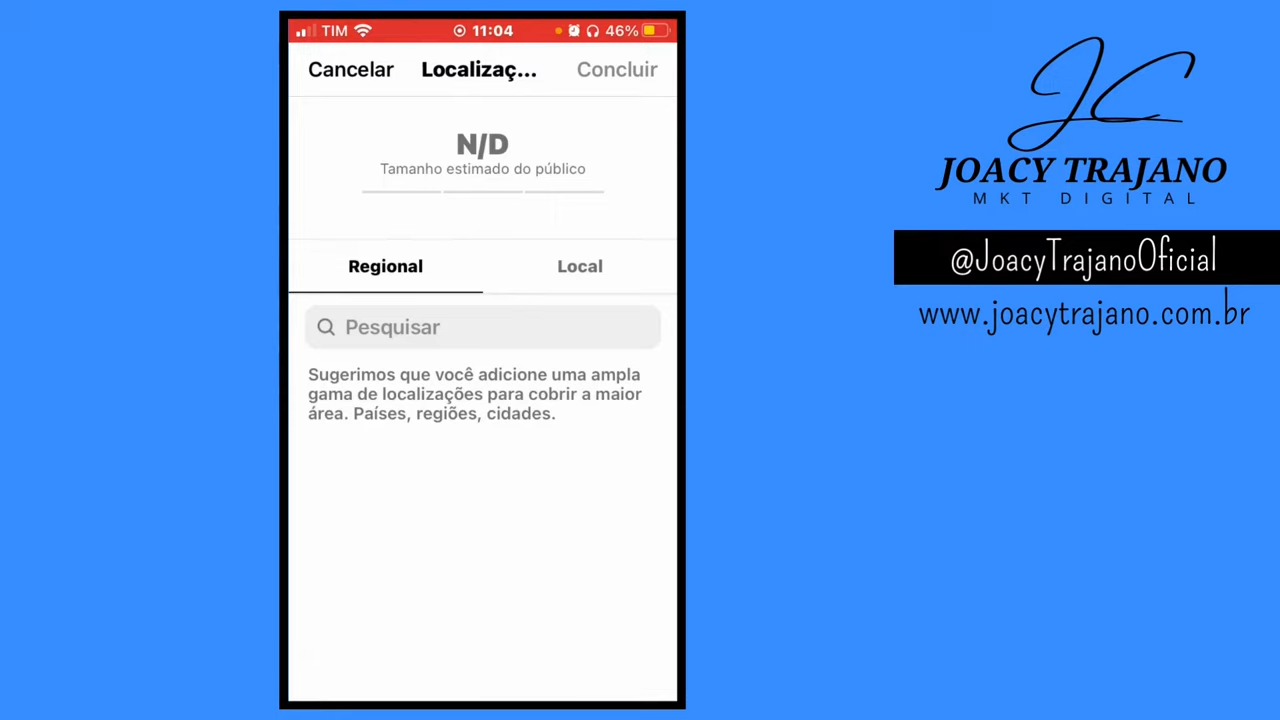 TIM 11:04 46%
Cancelar Localizaç... Concluir
N/D
Tamanho estimado do público
Regional Local
Pesquisar
Sugerimos que você adicione uma ampla
gama de localizações para cobrir a maior
área. Países, regiões, cidades.
JC
JOACY TRAJANO
MKT DIGITAL
@JoacyTrajanoOficial
www.joacytrajano.com.br